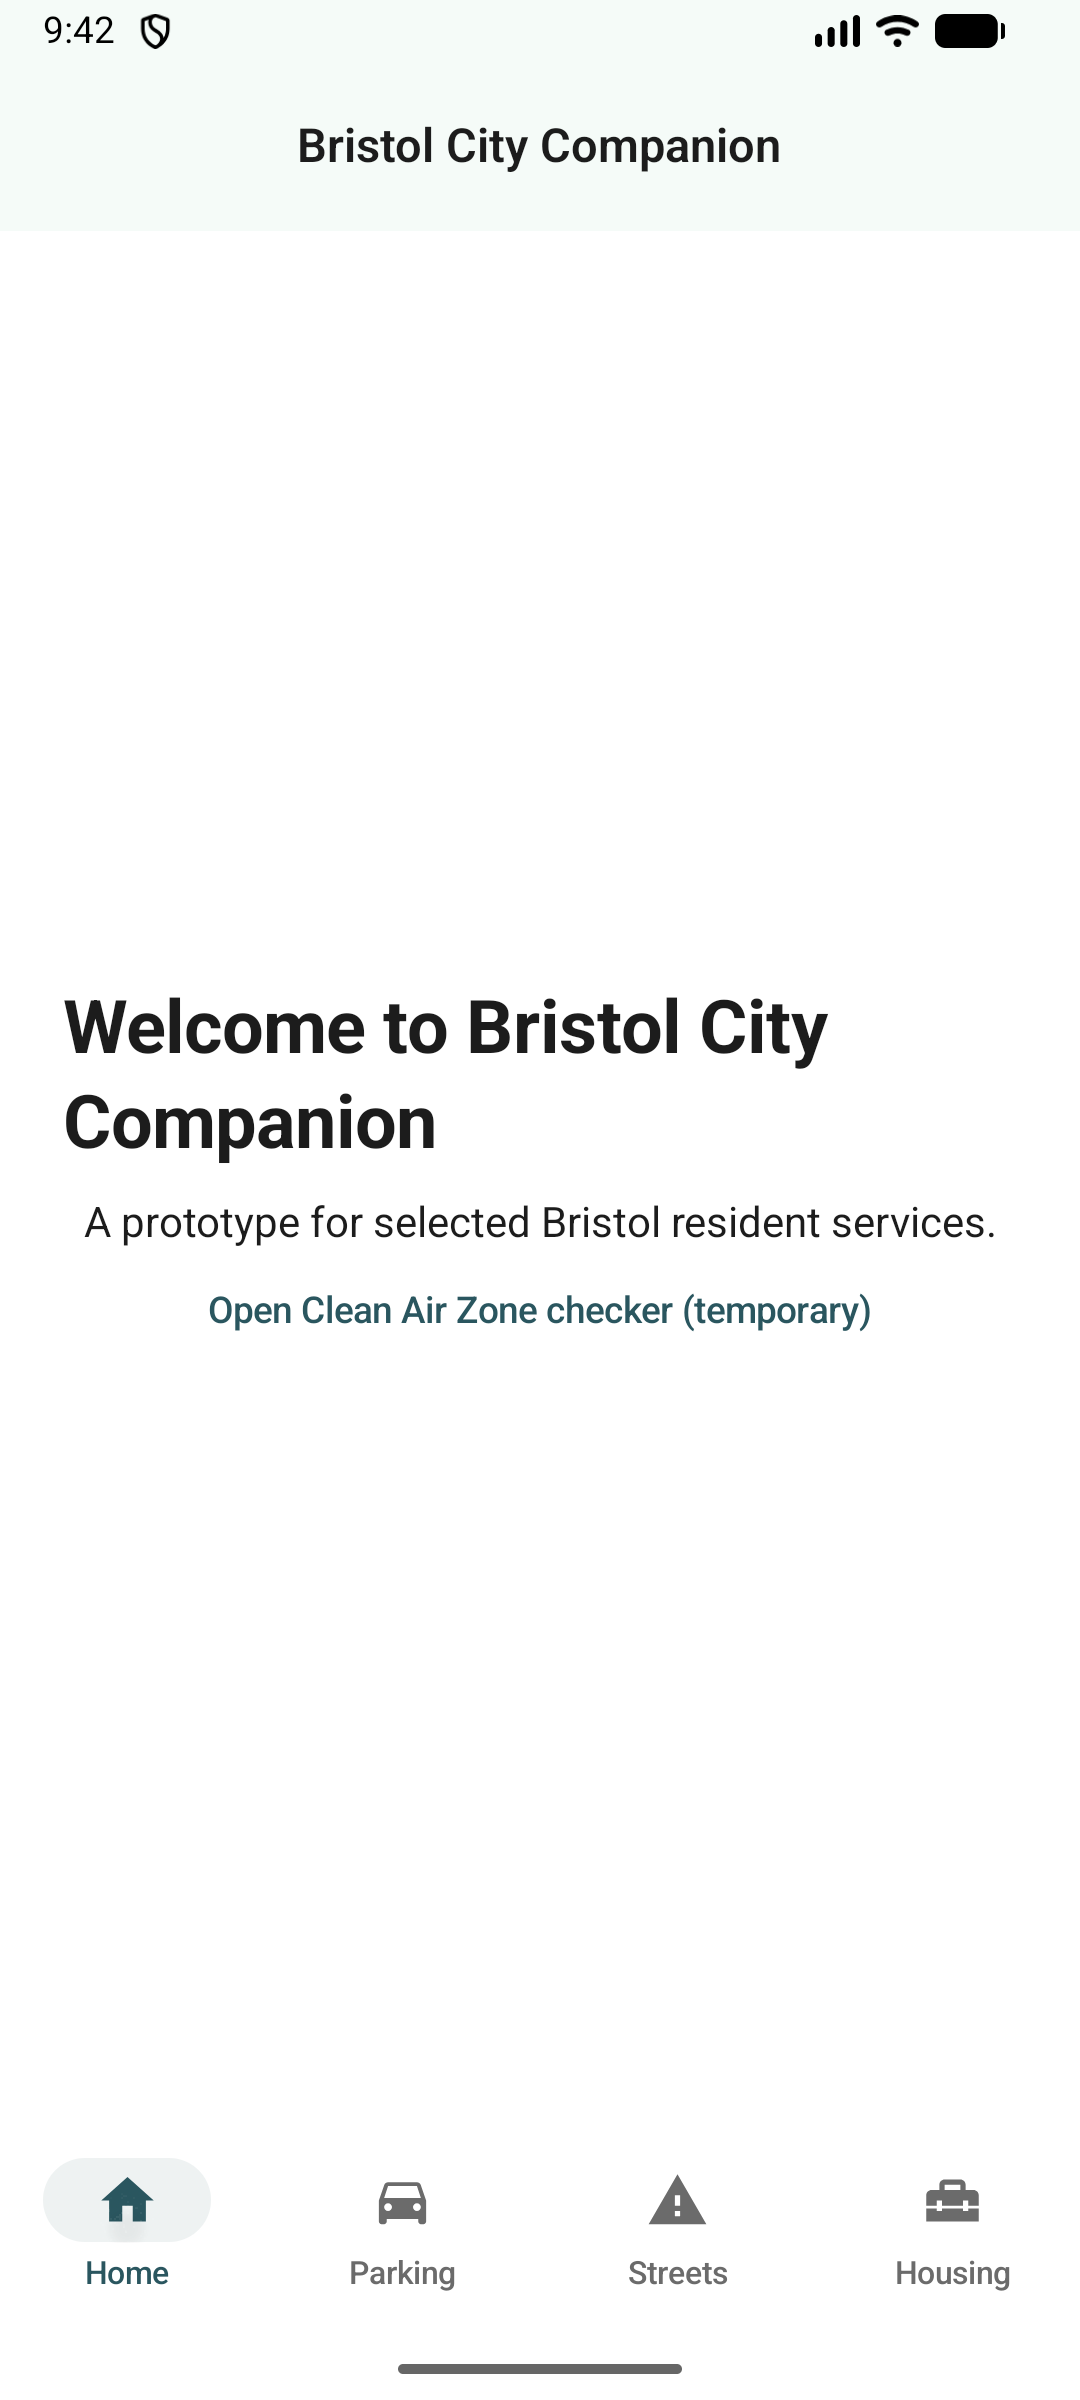 9:42
Bristol City Companion
Welcome to Bristol City
Companion
A prototype for selected Bristol resident services.
Open Clean Air Zone checker (temporary)
Home
Parking
Streets
Housing